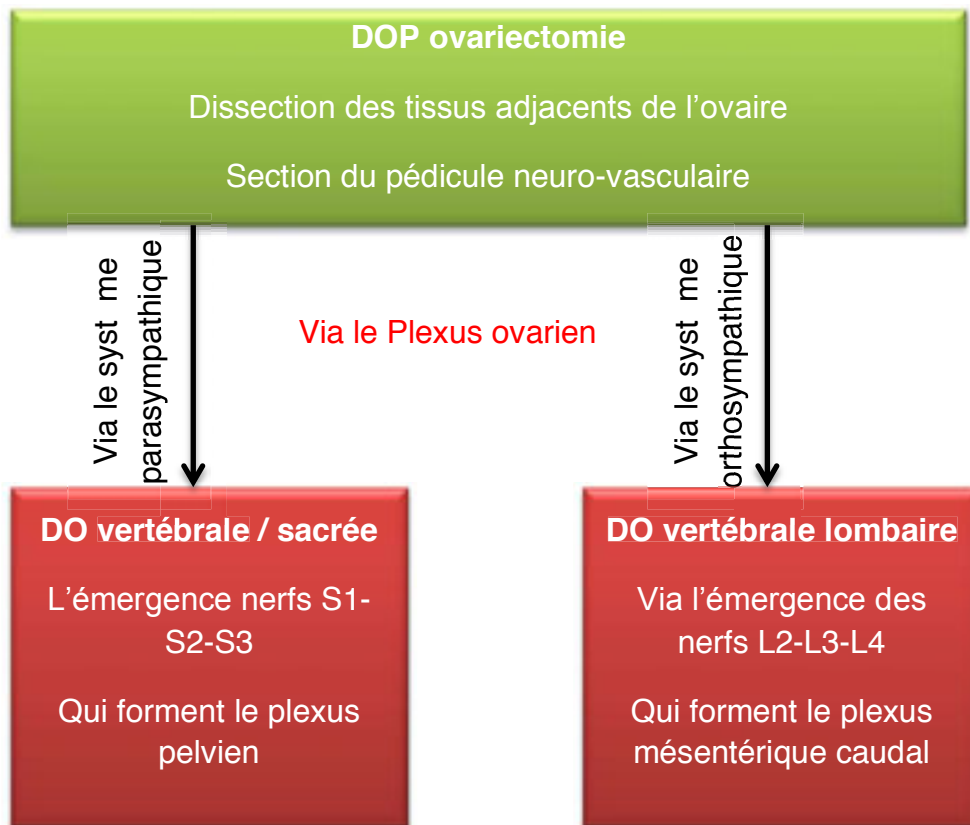 DOP ovariectomie
Dissection des tissus adjacents de l'ovaire
Section du pédicule neuro-vasculaire
Via le syst me
parasympathique
Via le Plexus ovarien
Via le syst me
orthosympathique
DO vertébrale / sacrée
L'émergence nerfs S1-
S2-S3
Qui forment le plexus
pelvien
DO vertébrale lombaire
Via l'émergence des
nerfs L2-L3-L4
Qui forment le plexus
mésentérique caudal